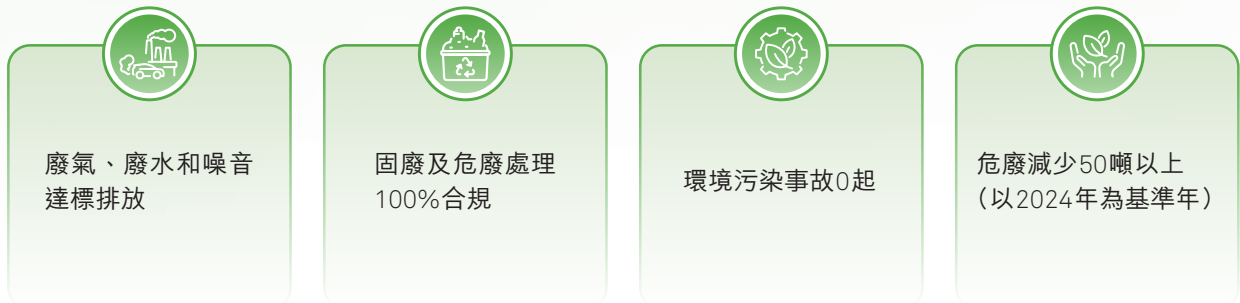 廢氣、廢水和噪音
達標排放
固廢及危廢處理
100%合規
環境污染事故0起
危廢減少50噸以上
（以2024年為基準年）